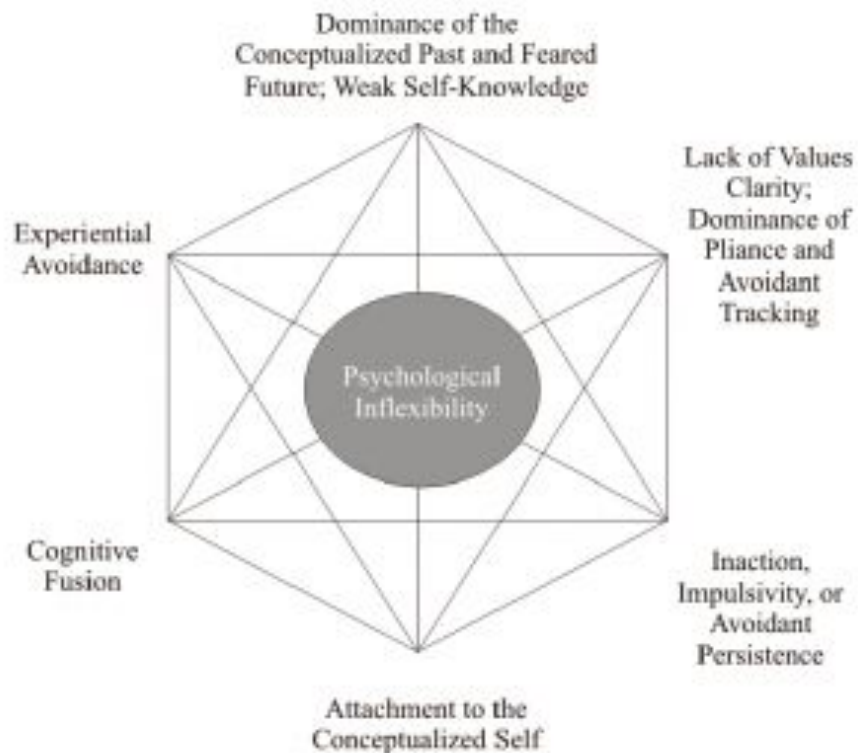 Dominance of the
Conceptualized Past and Feared
Future; Weak Self-Knowledge
Lack of Values
Clarity;
Dominance of
Pliance and
Avoidant
Tracking
Experiential
Avoidance
Psychological
Inflexibility
Cognitive
Fusion
Inaction,
Impulsivity, or
Avoidant
Persistence
Attachment to the
Conceptualized Self